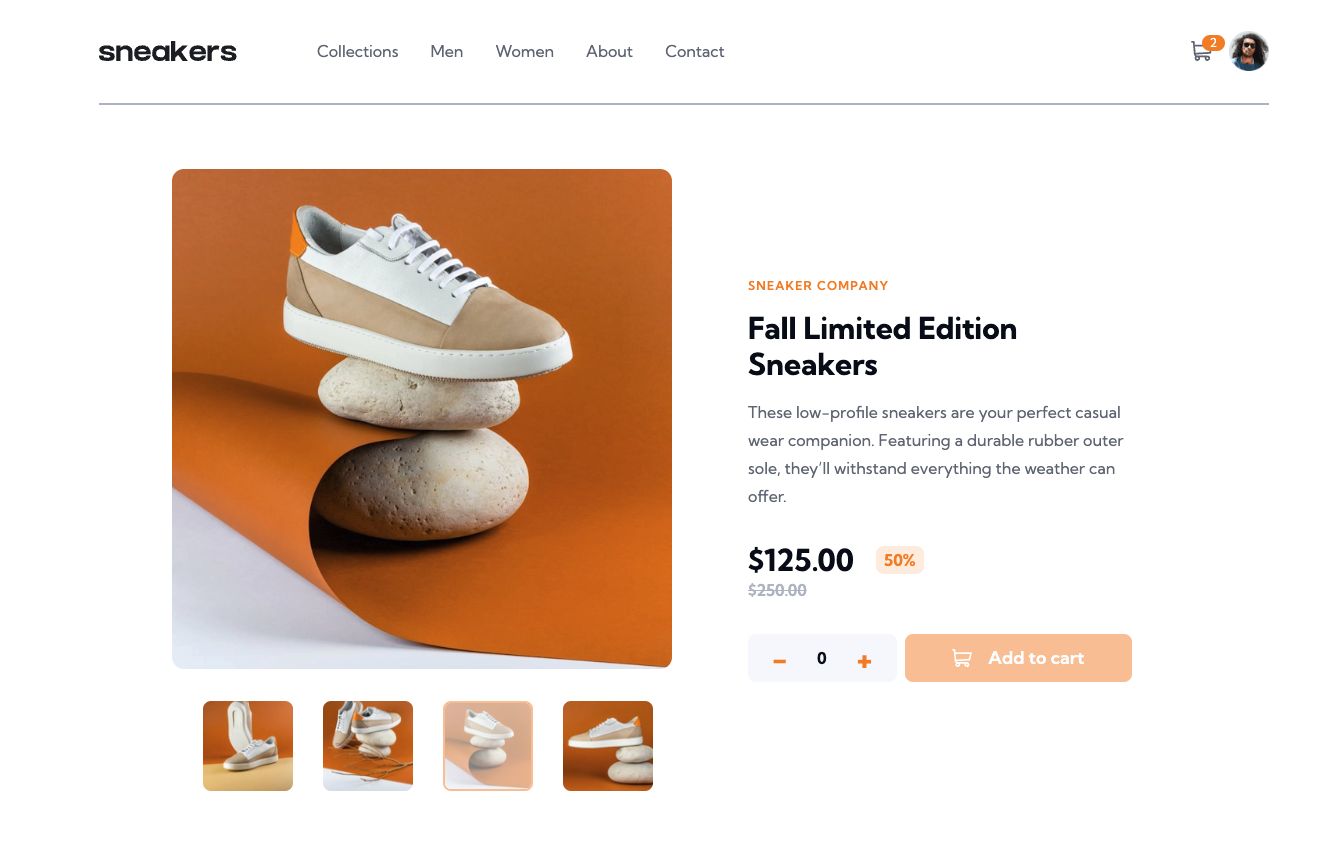 sneakers
Collections Men Women About Contact
2
SNEAKER COMPANY
Fall Limited Edition
Sneakers
These low-profile sneakers are your perfect casual
wear companion. Featuring a durable rubber outer
sole, they’ll withstand everything the weather can
offer.
$125.00 50%
$250.00
0 Add to cart